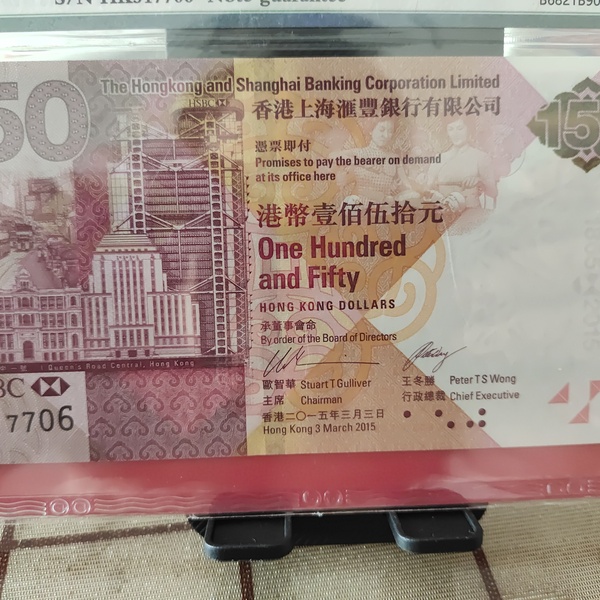 50
The Hongkong and Shanghai Banking Corporation Limited
HSBC
香港上海滙豐銀行有限公司
150
憑票即付
Promises to pay the bearer on demand
at its office here
港幣壹佰伍拾元
One Hundred
and Fifty
HONG KONG DOLLARS
承董事會命
By order of the Board of Directors
歐智華 Stuart T Gulliver
主席 Chairman
王冬勝 Peter T S Wong
行政總裁 Chief Executive
香港二〇一五年三月三日
Hong Kong 3 March 2015
Queen's Road Central, Hong Kong
BC
7706